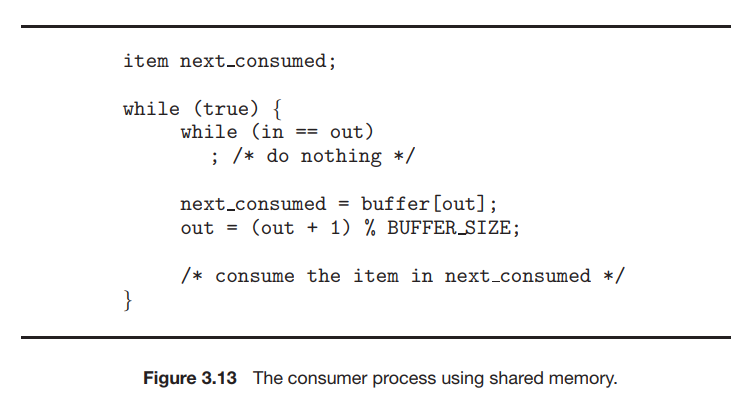 item next_consumed;
while (true) {
while (in == out)
; /* do nothing */
next_consumed = buffer[out];
out = (out + 1) % BUFFER_SIZE;
/* consume the item in next_consumed */
}
Figure 3.13 The consumer process using shared memory.